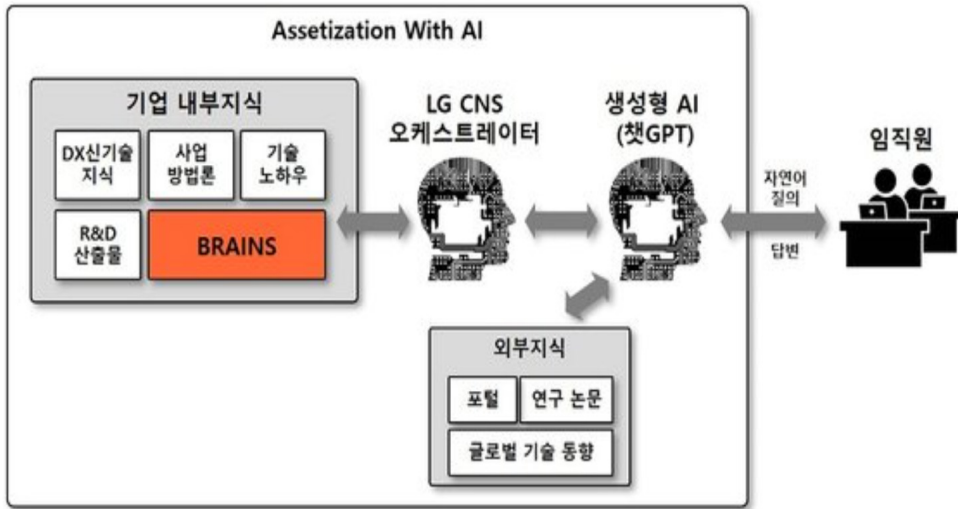 Assetization With AI
기업 내부지식
DX신기술
지식
사업
방법론
기술
노하우
R&D
산출물
BRAINS
LG CNS
오케스트레이터
생성형 AI
(챗GPT)
자연어
질의
답변
임직원
외부지식
포털
연구 논문
글로벌 기술 동향